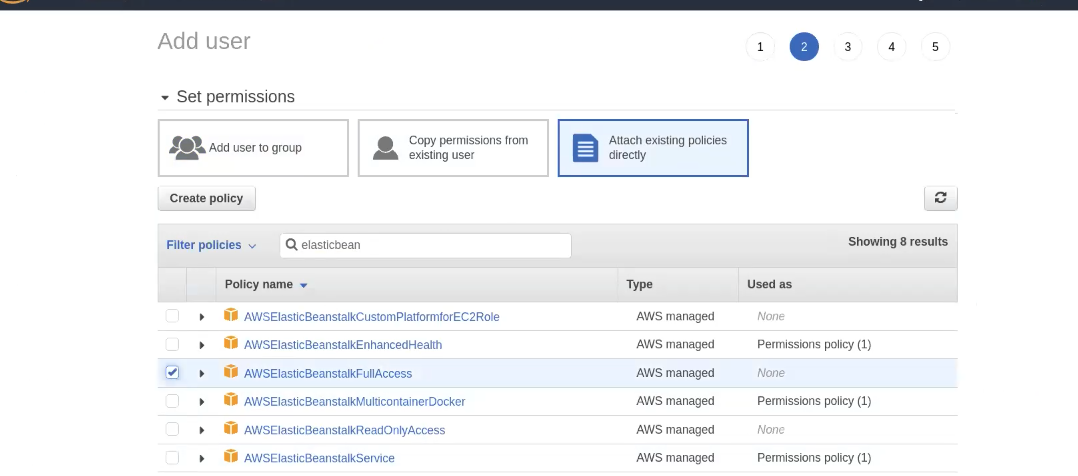 Add user
1 2 3 4 5
Set permissions
Add user to group
Copy permissions from
existing user
Attach existing policies
directly
Create policy
Filter policies
elasticbean
Showing 8 results
Policy name Type Used as
AWSElasticBeanstalkCustomPlatformforEC2Role AWS managed None
AWSElasticBeanstalkEnhancedHealth AWS managed Permissions policy (1)
AWSElasticBeanstalkFullAccess AWS managed None
AWSElasticBeanstalkMulticontainerDocker AWS managed Permissions policy (1)
AWSElasticBeanstalkReadOnlyAccess AWS managed None
AWSElasticBeanstalkService AWS managed Permissions policy (1)